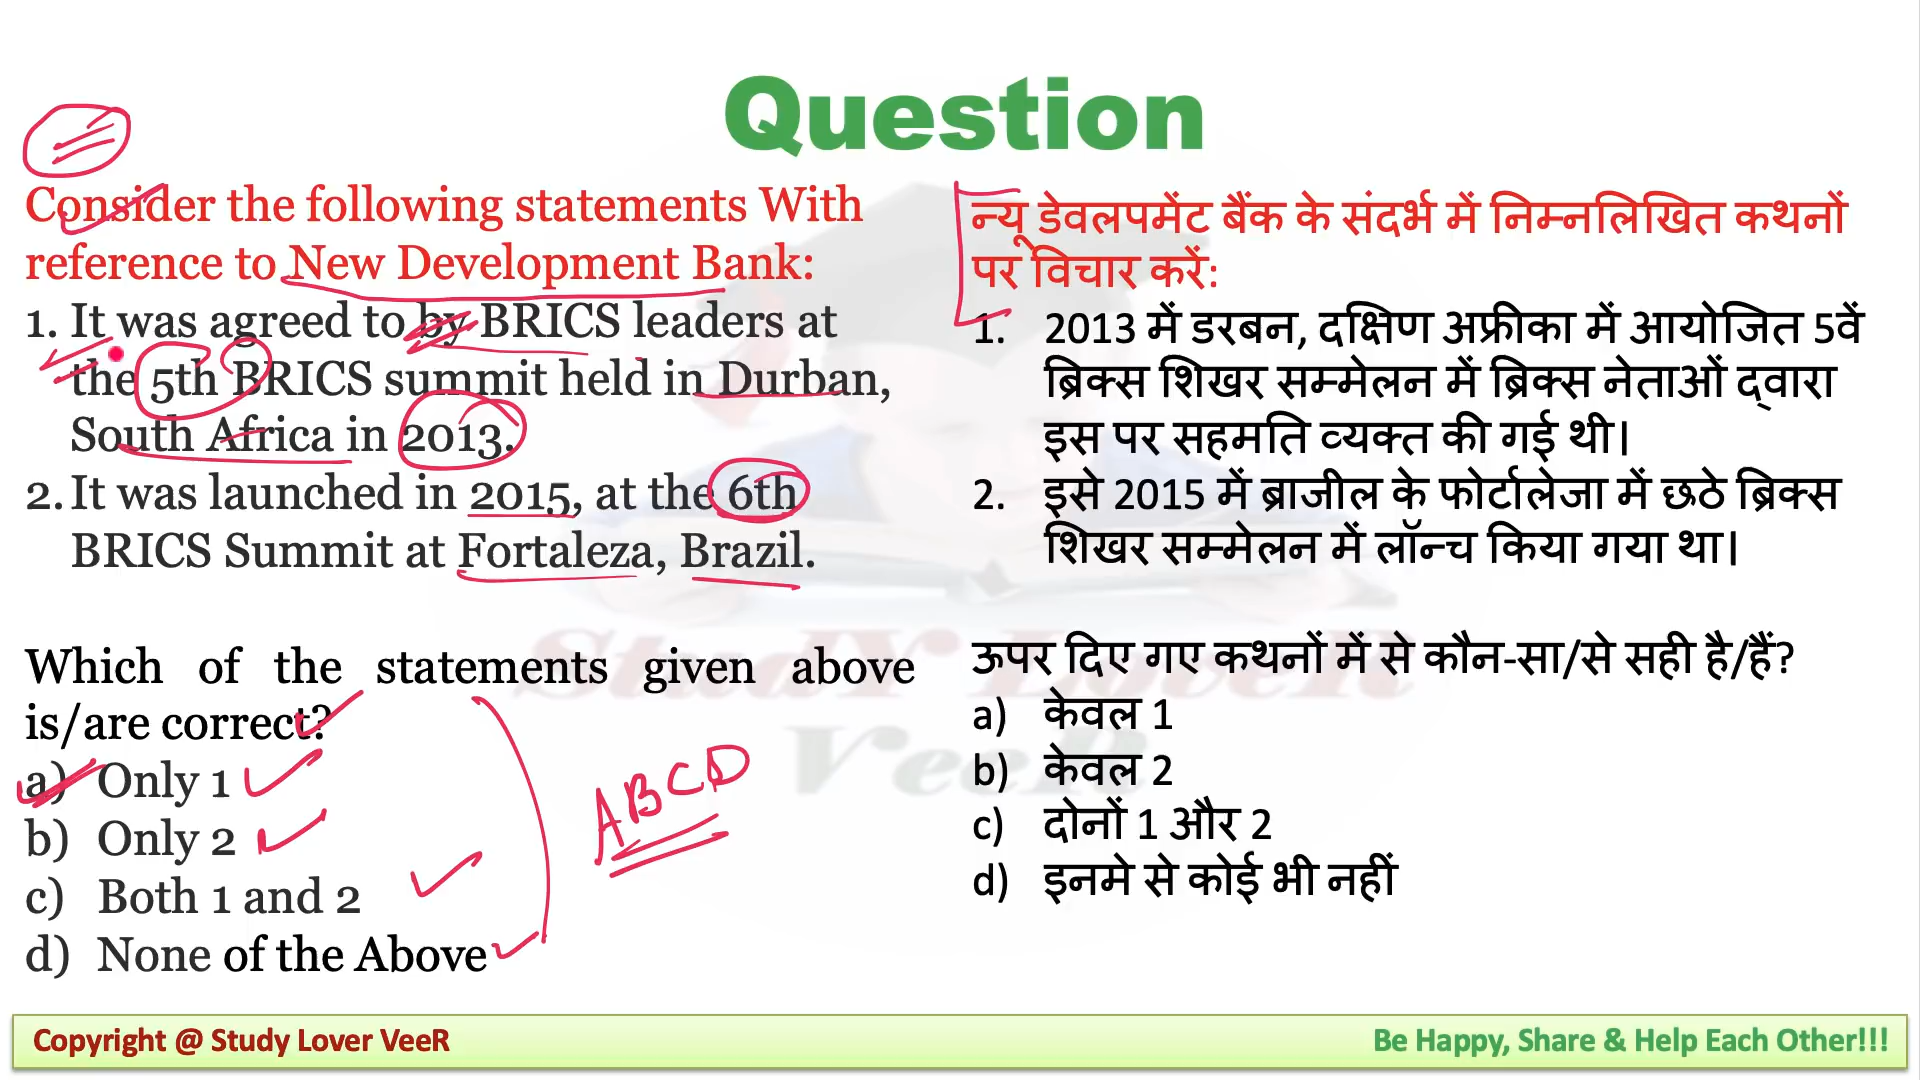 Question
Consider the following statements With
reference to New Development Bank:
1. It was agreed to by BRICS leaders at
the 5th BRICS summit held in Durban,
South Africa in 2013.
2. It was launched in 2015, at the 6th
BRICS Summit at Fortaleza, Brazil.
Which of the statements given above
is/are correct?
a) Only 1
b) Only 2
c) Both 1 and 2
d) None of the Above
ABCD
न्यू डेवलपमेंट बैंक के संदर्भ में निम्नलिखित कथनों
पर विचार करें:
1. 2013 में डरबन, दक्षिण अफ्रीका में आयोजित 5वें
ब्रिक्स शिखर सम्मेलन में ब्रिक्स नेताओं द्वारा
इस पर सहमति व्यक्त की गई थी।
2. इसे 2015 में ब्राजील के फोर्टालेजा में छठे ब्रिक्स
शिखर सम्मेलन में लॉन्च किया गया था।
ऊपर दिए गए कथनों में से कौन-सा/से सही है/हैं?
a) केवल 1
b) केवल 2
c) दोनों 1 और 2
d) इनमे से कोई भी नहीं
StudY LoveR
VeeR
Copyright @ Study Lover VeeR
Be Happy, Share & Help Each Other!!!